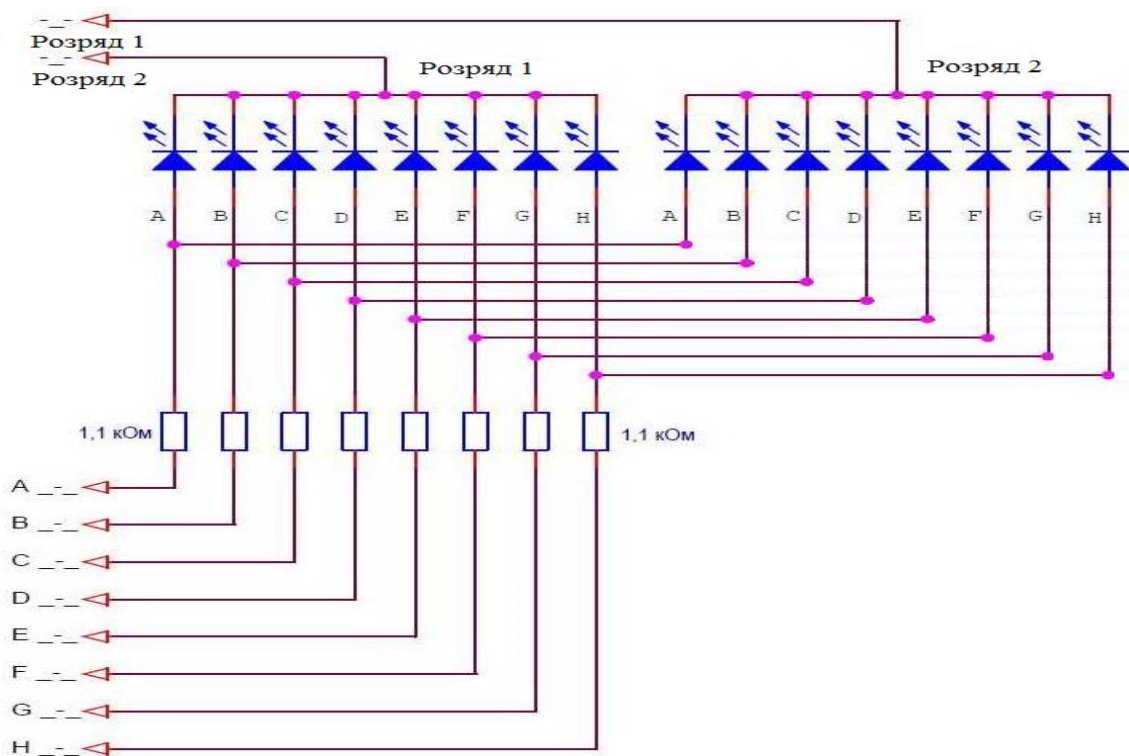 -_-
Розряд 1
-_-
Розряд 2
Розряд 1
Розряд 2
A B C D E F G H
A B C D E F G H
1,1 кОм
1,1 кОм
A _-_
B _-_
C _-_
D _-_
E _-_
F _-_
G _-_
H _-_